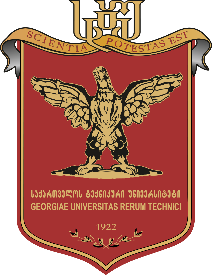 SCIENTIA POTESTAS EST
ᲡᲐᲥᲐᲠᲗᲕᲔᲚᲝᲡ ᲢᲔᲥᲜᲘᲙᲣᲠᲘ ᲣᲜᲘᲕᲔᲠᲡᲘᲢᲔᲢᲘ
GEORGIAE UNIVERSITAS RERUM TECHNICI
1922